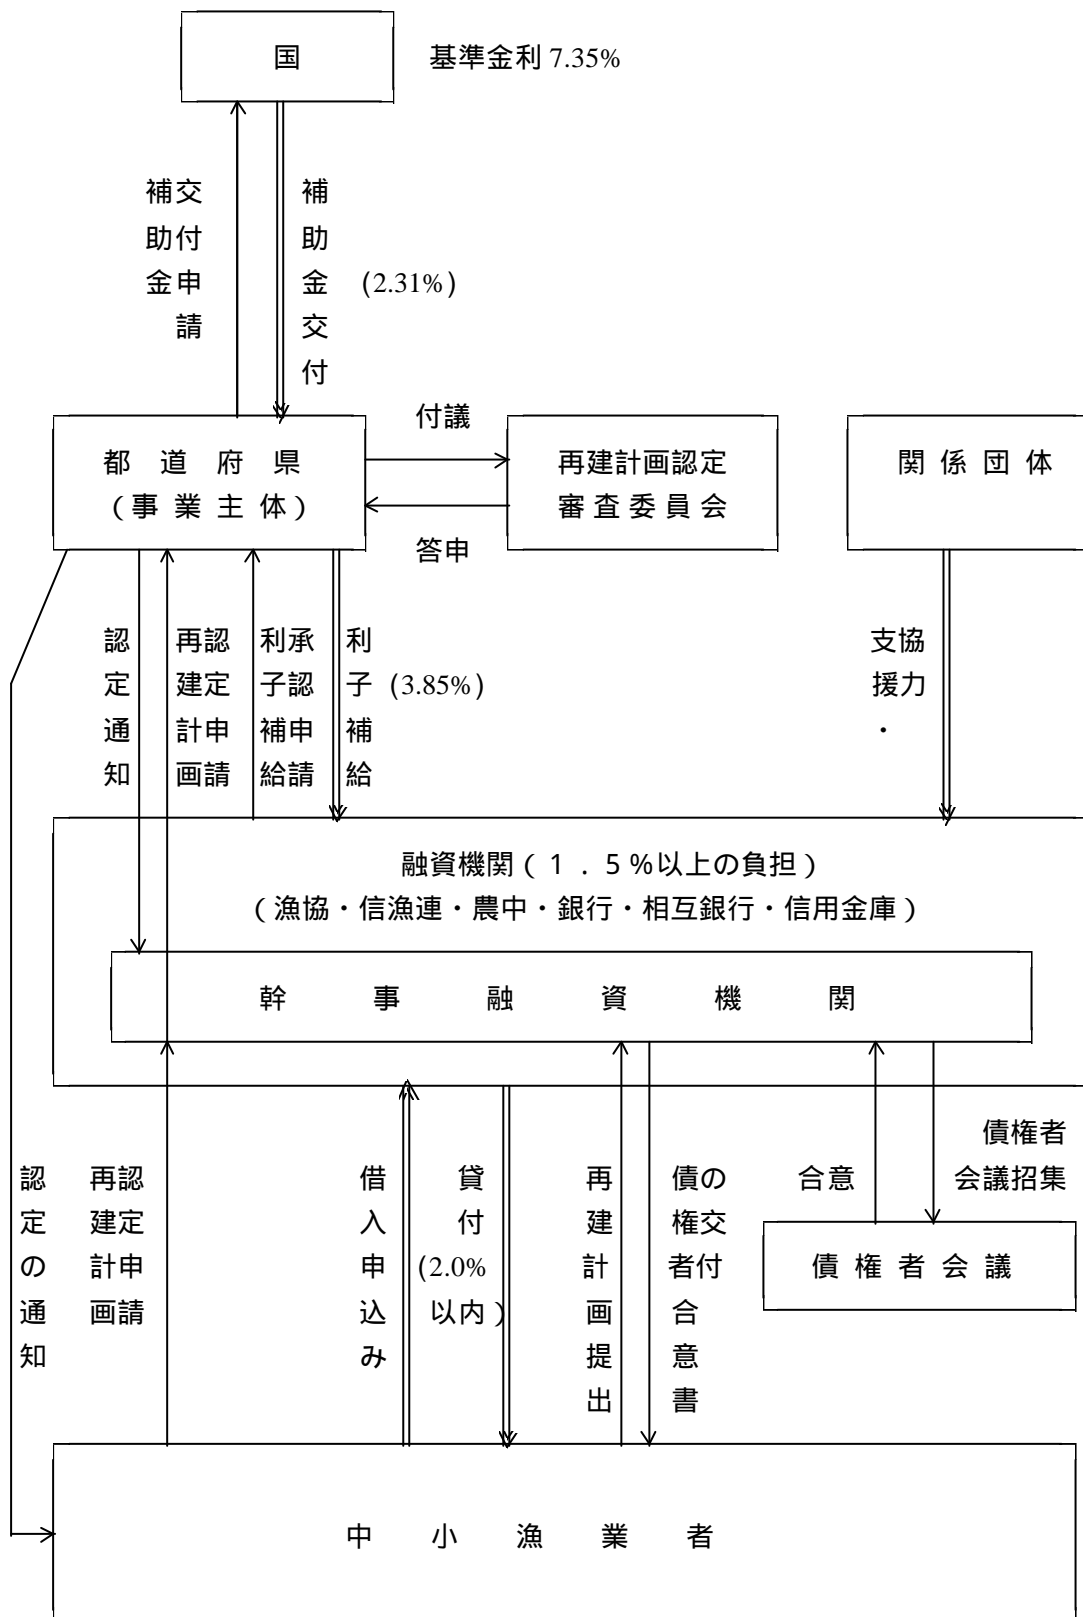 国
基準金利 7.35%
補助金
交付申請
補助金交付
(2.31%)
付議
都道府県
(事業主体)
再建計画認定
審査委員会
関係団体
答申
認定通知
再建計画
認定申請
利子補給
承認申請
利子補給
(3.85%)
支援・
協力
融資機関(1.5%以上の負担)
(漁協・信漁連・農中・銀行・相互銀行・信用金庫)
幹事融資機関
認定の通知
再建計画
認定申請
借入申込み
貸付
(2.0%
以内)
再建計画提出
債権者合意書
の交付
合意
債権者
会議招集
債権者会議
中小漁業者